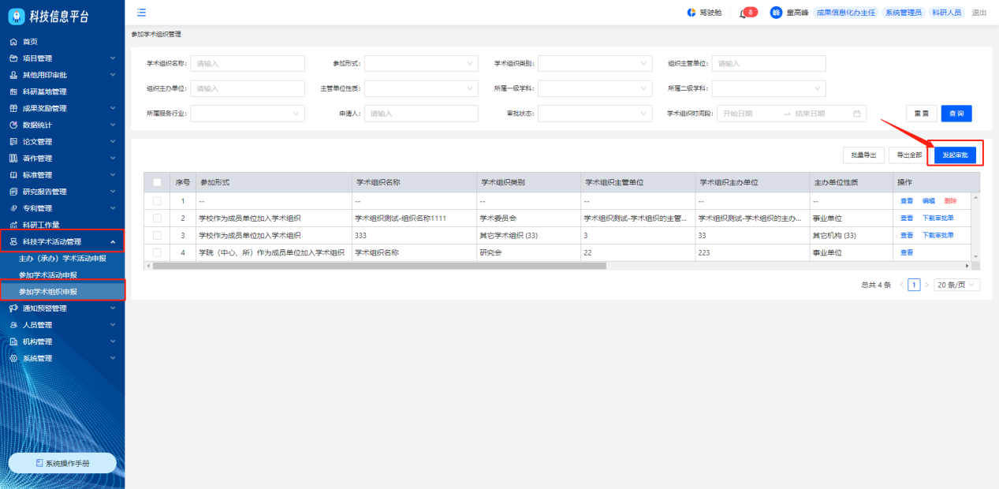 科技信息平台
驾驶舱 8 峰 童高峰 成果信息化办主任 系统管理员 科研人员 退出
首页
项目管理
其他用印审批
科研基地管理
成果奖励管理
数据统计
论文管理
著作管理
标准管理
研究报告管理
专利管理
科研工作量
科技学术活动管理
主办（承办）学术活动申报
参加学术活动申报
参加学术组织申报
通知预警管理
人员管理
机构管理
系统管理
系统操作手册
参加学术组织管理
学术组织名称: 请输入 参加形式: 学术组织类别: 组织主管单位: 请输入
组织主办单位: 请输入 主管单位性质: 所属一级学科: 所属二级学科:
所属服务行业: 申请人: 请输入 审批状态: 学术组织时间段: 开始日期 → 结束日期 重置 查询
批量导出 导出全部 发起审批
序号 参加形式 学术组织名称 学术组织类别 学术组织主管单位 学术组织主办单位 主办单位性质 操作
1 -- -- -- -- -- -- 查看 编辑 删除
2 学校作为成员单位加入学术组织 学术组织测试-组织名称1111 学术委员会 学术组织测试-学术组织的主管... 学术组织测试-学术组织的主办... 事业单位 查看 下载审批单
3 学校作为成员单位加入学术组织 333 其它学术组织 (33) 3 33 其它机构 (33) 查看 下载审批单
4 学院（中心、所）作为成员单位加入学术组织 学术组织名称 研究会 22 223 事业单位 查看
总共 4 条 < 1 > 20 条/页